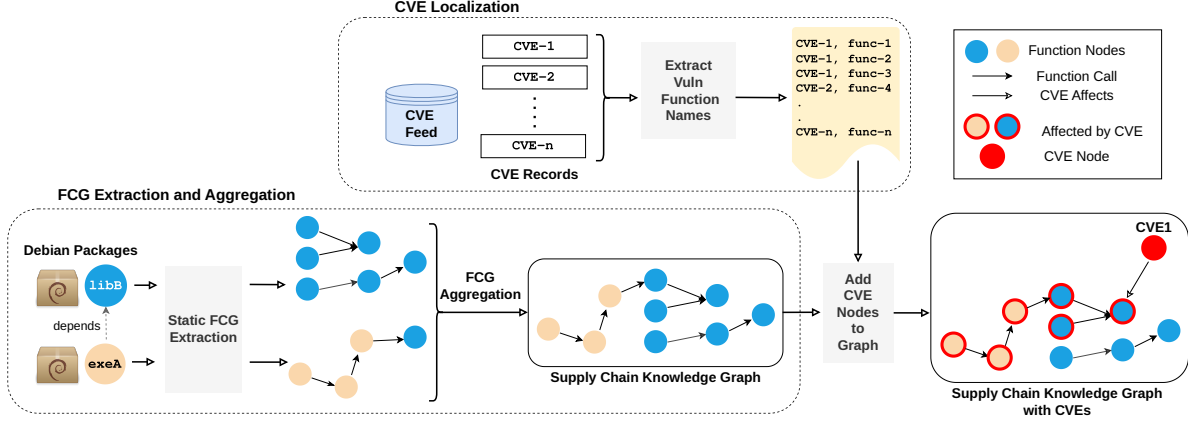 CVE Localization
CVE
Feed
CVE-1
CVE-2
CVE-n
CVE Records
Extract
Vuln
Function
Names
CVE-1, func-1
CVE-1, func-2
CVE-1, func-3
CVE-2, func-4
.
.
CVE-n, func-n
Function Nodes
Function Call
CVE Affects
Affected by CVE
CVE Node
FCG Extraction and Aggregation
Debian Packages
libB
depends
exeA
Static FCG
Extraction
FCG
Aggregation
Supply Chain Knowledge Graph
Add
CVE
Nodes
to
Graph
CVE1
Supply Chain Knowledge Graph
with CVEs